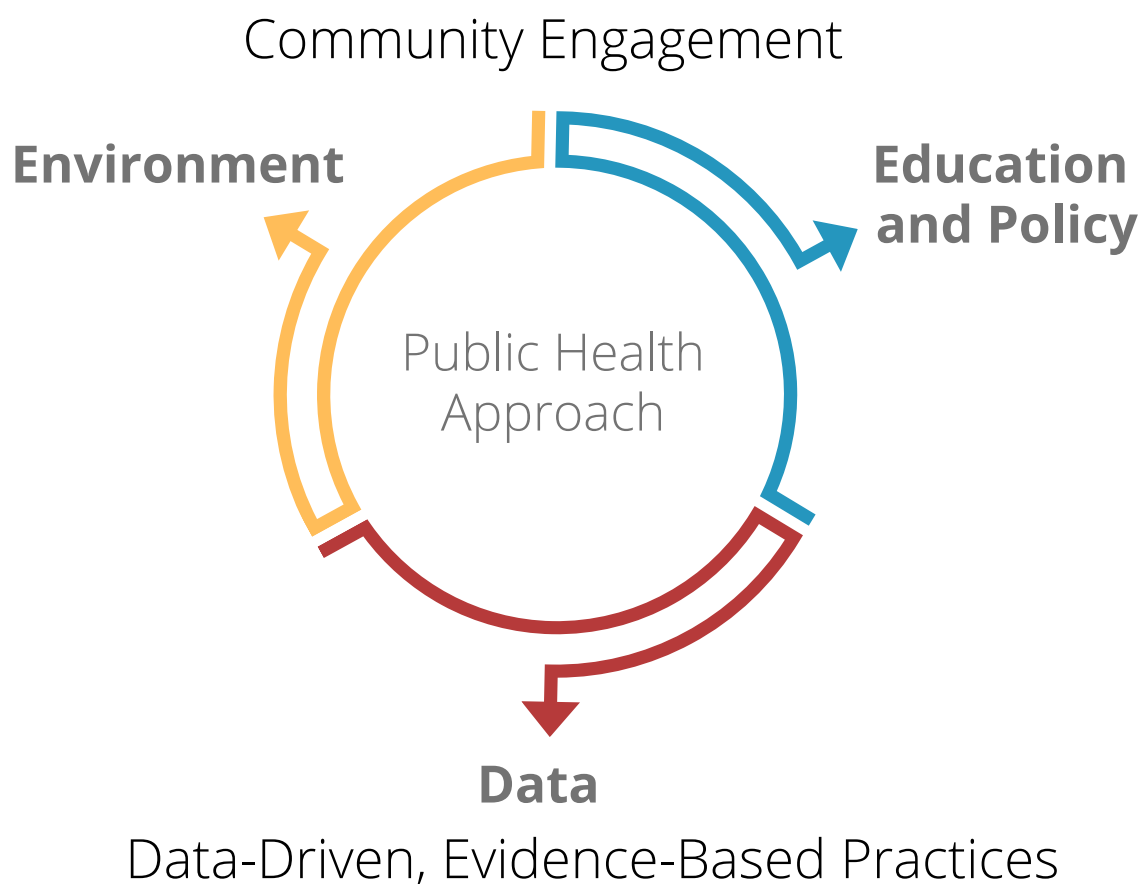 Community Engagement
Environment
Education
and Policy
Public Health
Approach
Data
Data-Driven, Evidence-Based Practices